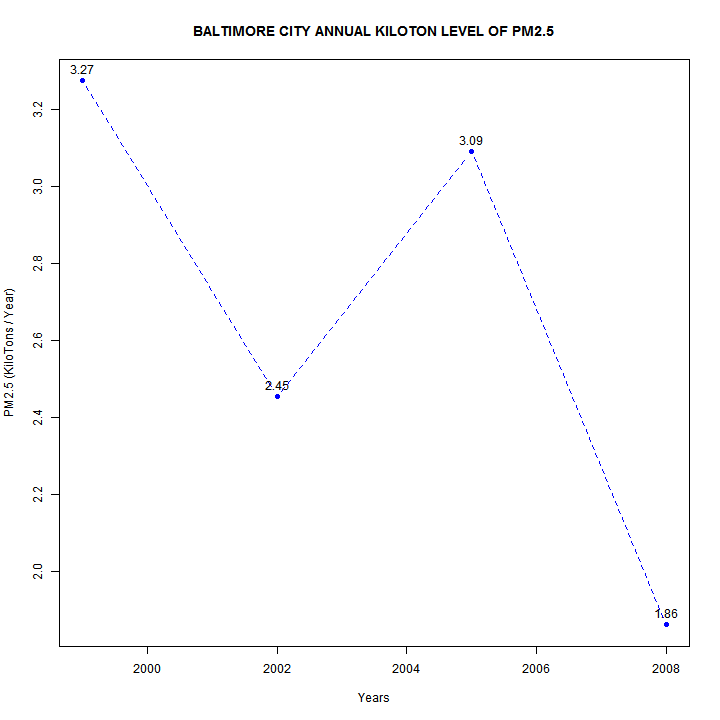 BALTIMORE CITY ANNUAL KILOTON LEVEL OF PM2.5
3.27
3.09
2.45
1.86
PM2.5 (KiloTons / Year)
3.2
3.0
2.8
2.6
2.4
2.2
2.0
2000 2002 2004 2006 2008
Years